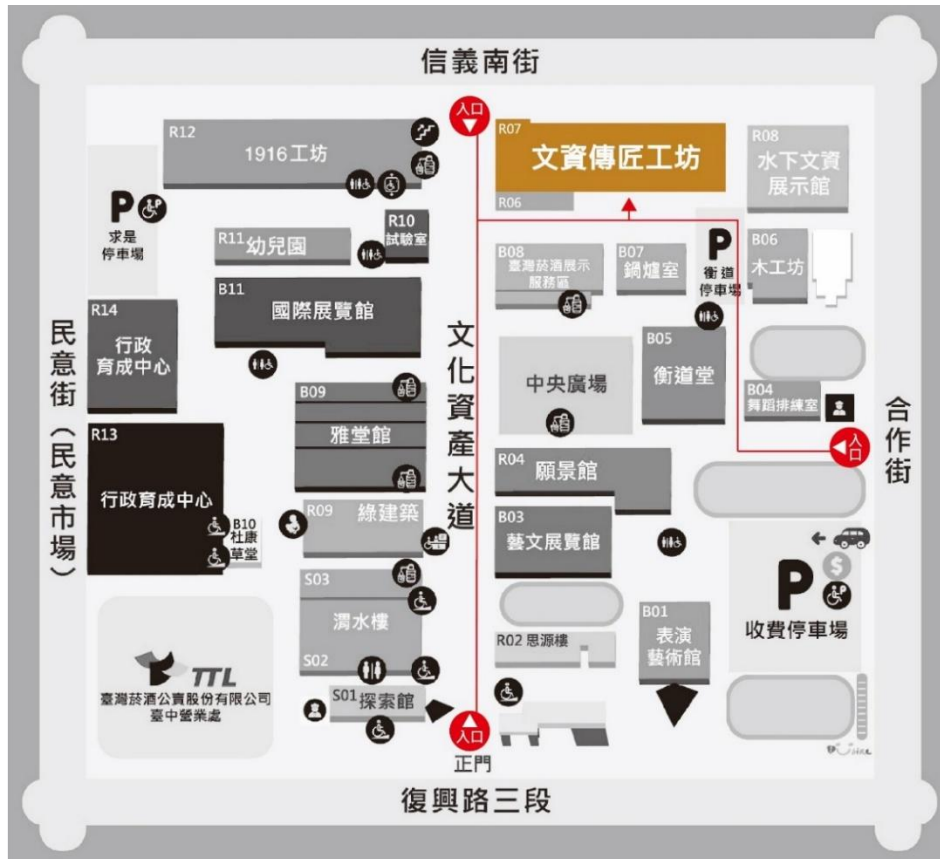 信義南街
入口
R12
1916工坊
R07
文資傳匠工坊
R08
水下文資
展示館
R06
P
P
求是
停車場
R11
幼兒園
R10
試驗室
B08
臺灣菸酒展示
服務區
B07
鍋爐室
P
衡道
停車場
B06
木工坊
B11
國際展覽館
R14
行政
育成中心
民意街（民意市場）
文化資產大道
中央廣場
B05
衡道堂
B04
舞蹈排練室
合作街
入口
B09
雅堂館
R13
行政育成中心
B10
杜康
草堂
R09
綠建築
R04
願景館
B03
藝文展覽館
P
$
P
收費停車場
S03
渭水樓
S02
R02 思源樓
B01
表演
藝術館
TTL
臺灣菸酒公賣股份有限公司
臺中營業處
S01
探索館
入口
正門
復興路三段